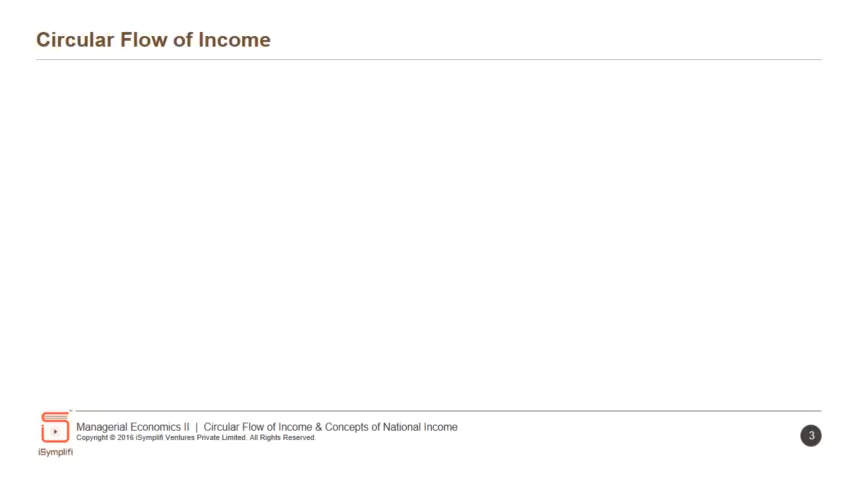 Circular Flow of Income
Managerial Economics II | Circular Flow of Income & Concepts of National Income
Copyright © 2016 iSymplifi Ventures Private Limited. All Rights Reserved.
3
iSymplifi